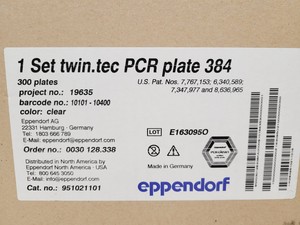 1 Set twin.tec PCR plate 384
300 plates
U.S. Pat. Nos. 7,767,153; 6,340,589;
7,347,977 and 8,636,965
project no.: 19635
barcode no.: 10101 - 10400
color: clear
Eppendorf AG
22331 Hamburg · Germany
Tel: 1803 666 789
E-Mail: eppendorf@eppendorf.com
Order no.: 0030 128.338
LOT E163095O
Distributed in North America by
Eppendorf North America, USA
Tel: 800 645 3050
E-Mail: info@eppendorf.com
Cat. no.: 951021101
eppendorf